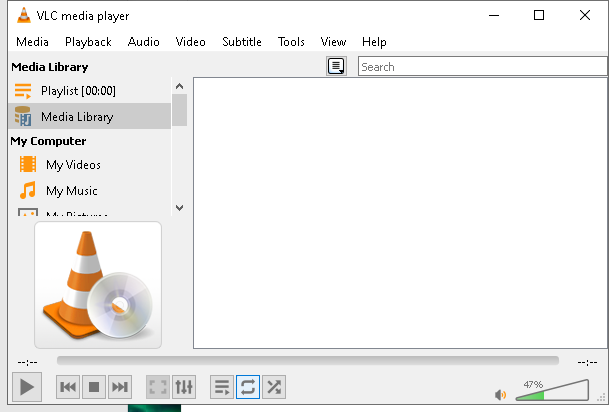 VLC media player
Media Playback Audio Video Subtitle Tools View Help
Media Library
Search
Playlist [00:00]
Media Library
My Computer
My Videos
My Music
My Pictures
--:-- --:--
47%